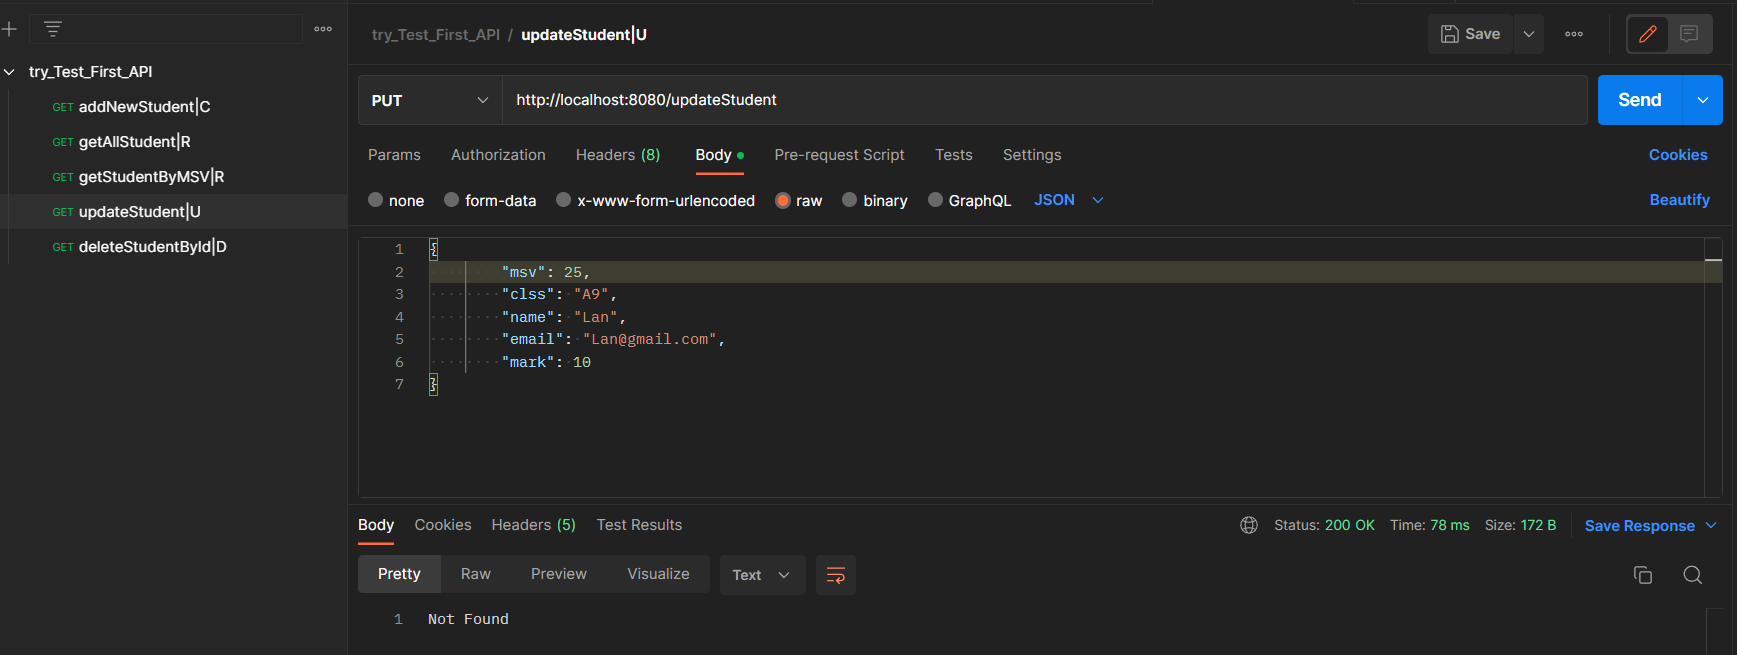 try_Test_First_API
GET addNewStudent|C
GET getAllStudent|R
GET getStudentByMSV|R
GET updateStudent|U
GET deleteStudentById|D
try_Test_First_API / updateStudent|U
Save
PUT
http://localhost:8080/updateStudent
Send
Params Authorization Headers (8) Body Pre-request Script Tests Settings Cookies
none form-data x-www-form-urlencoded raw binary GraphQL JSON Beautify
1 {
2 "msv": 25,
3 "clss": "A9",
4 "name": "Lan",
5 "email": "Lan@gmail.com",
6 "mark": 10
7 }
Body Cookies Headers (5) Test Results Status: 200 OK Time: 78 ms Size: 172 B Save Response
Pretty Raw Preview Visualize Text
1 Not Found